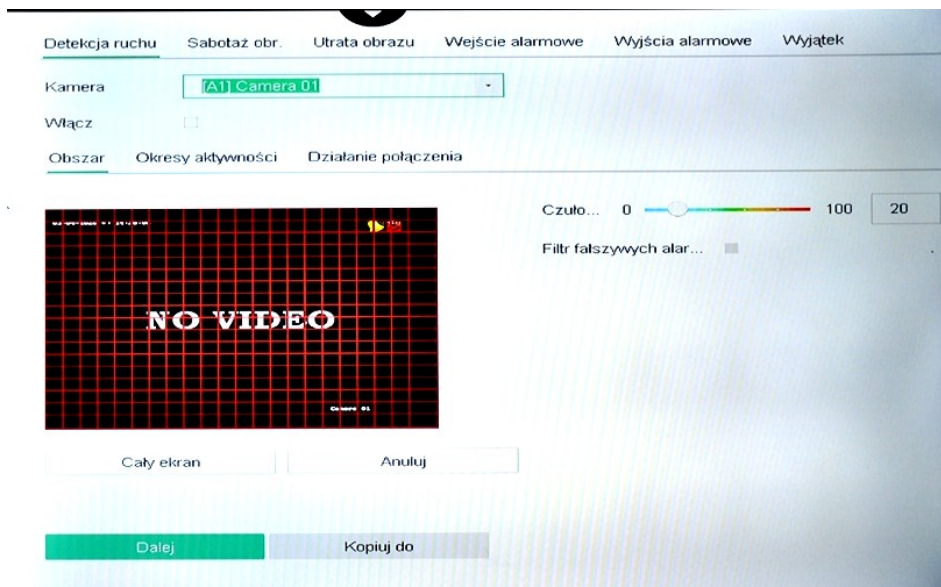 Detekcja ruchu Sabotaż obr. Utrata obrazu Wejście alarmowe Wyjścia alarmowe Wyjątek
Kamera [A1] Camera 01
Włącz
Obszar Okresy aktywności Działanie połączenia
Czuło... 0 100 20
Filtr fałszywych alar...
NO VIDEO
Camera 01
Cały ekran Anuluj
Dalej Kopiuj do